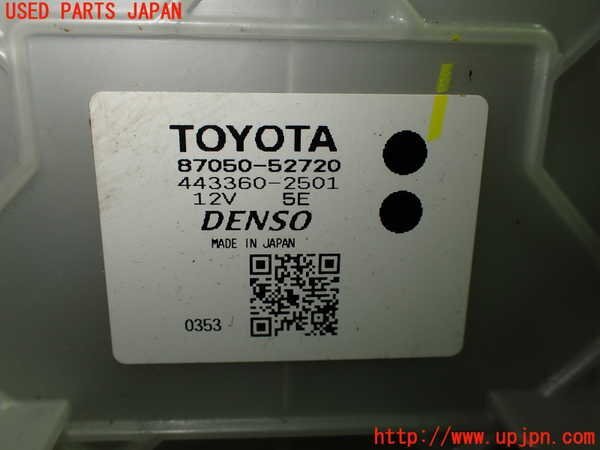 USED PARTS JAPAN
TOYOTA
87050-52720
443360-2501
12V 5E
DENSO
MADE IN JAPAN
0353
http://www.upjpn.com/